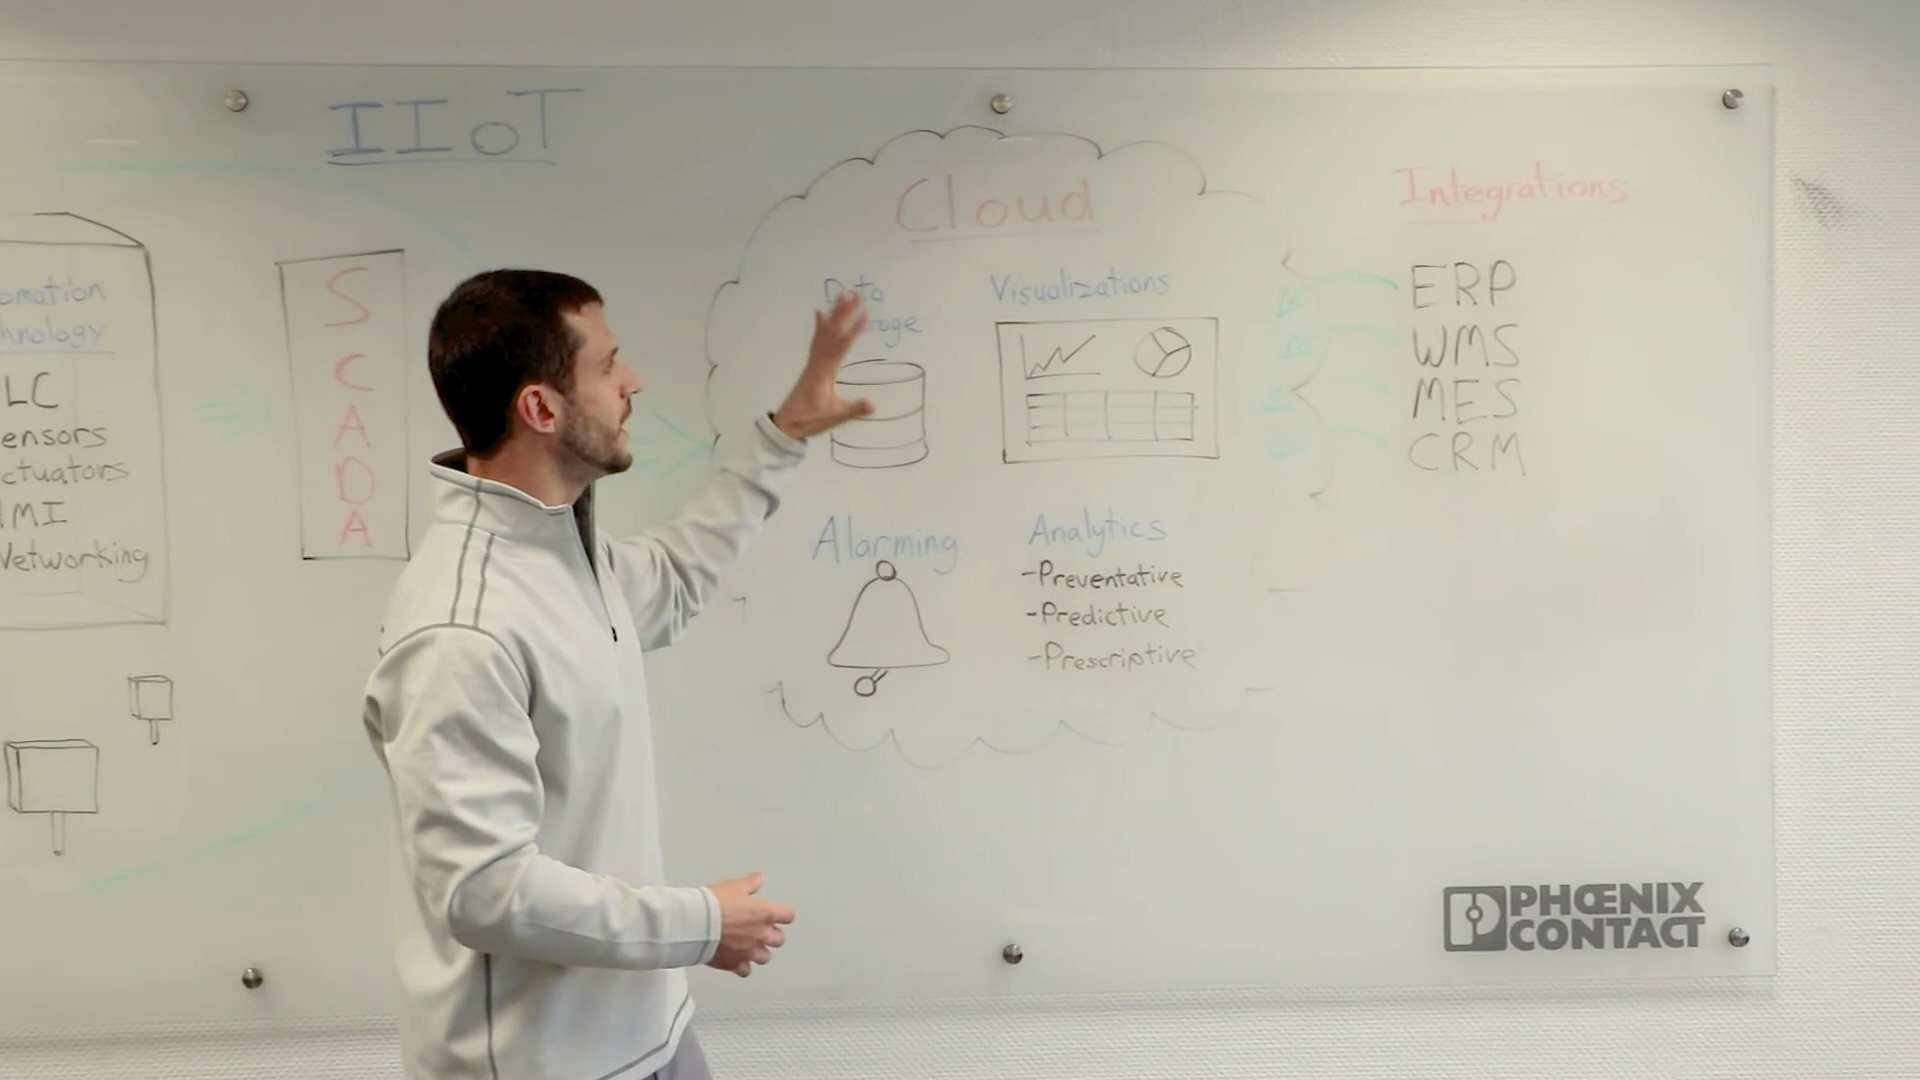 IIoT
omation
hnology
LC
ensors
ctuators
MI
Networking
S
C
A
D
A
Cloud
Data
Visualizations
Alarming
Analytics
-Preventative
-Predictive
-Prescriptive
Integrations
ERP
WMS
MES
CRM
PHŒNIX
CONTACT